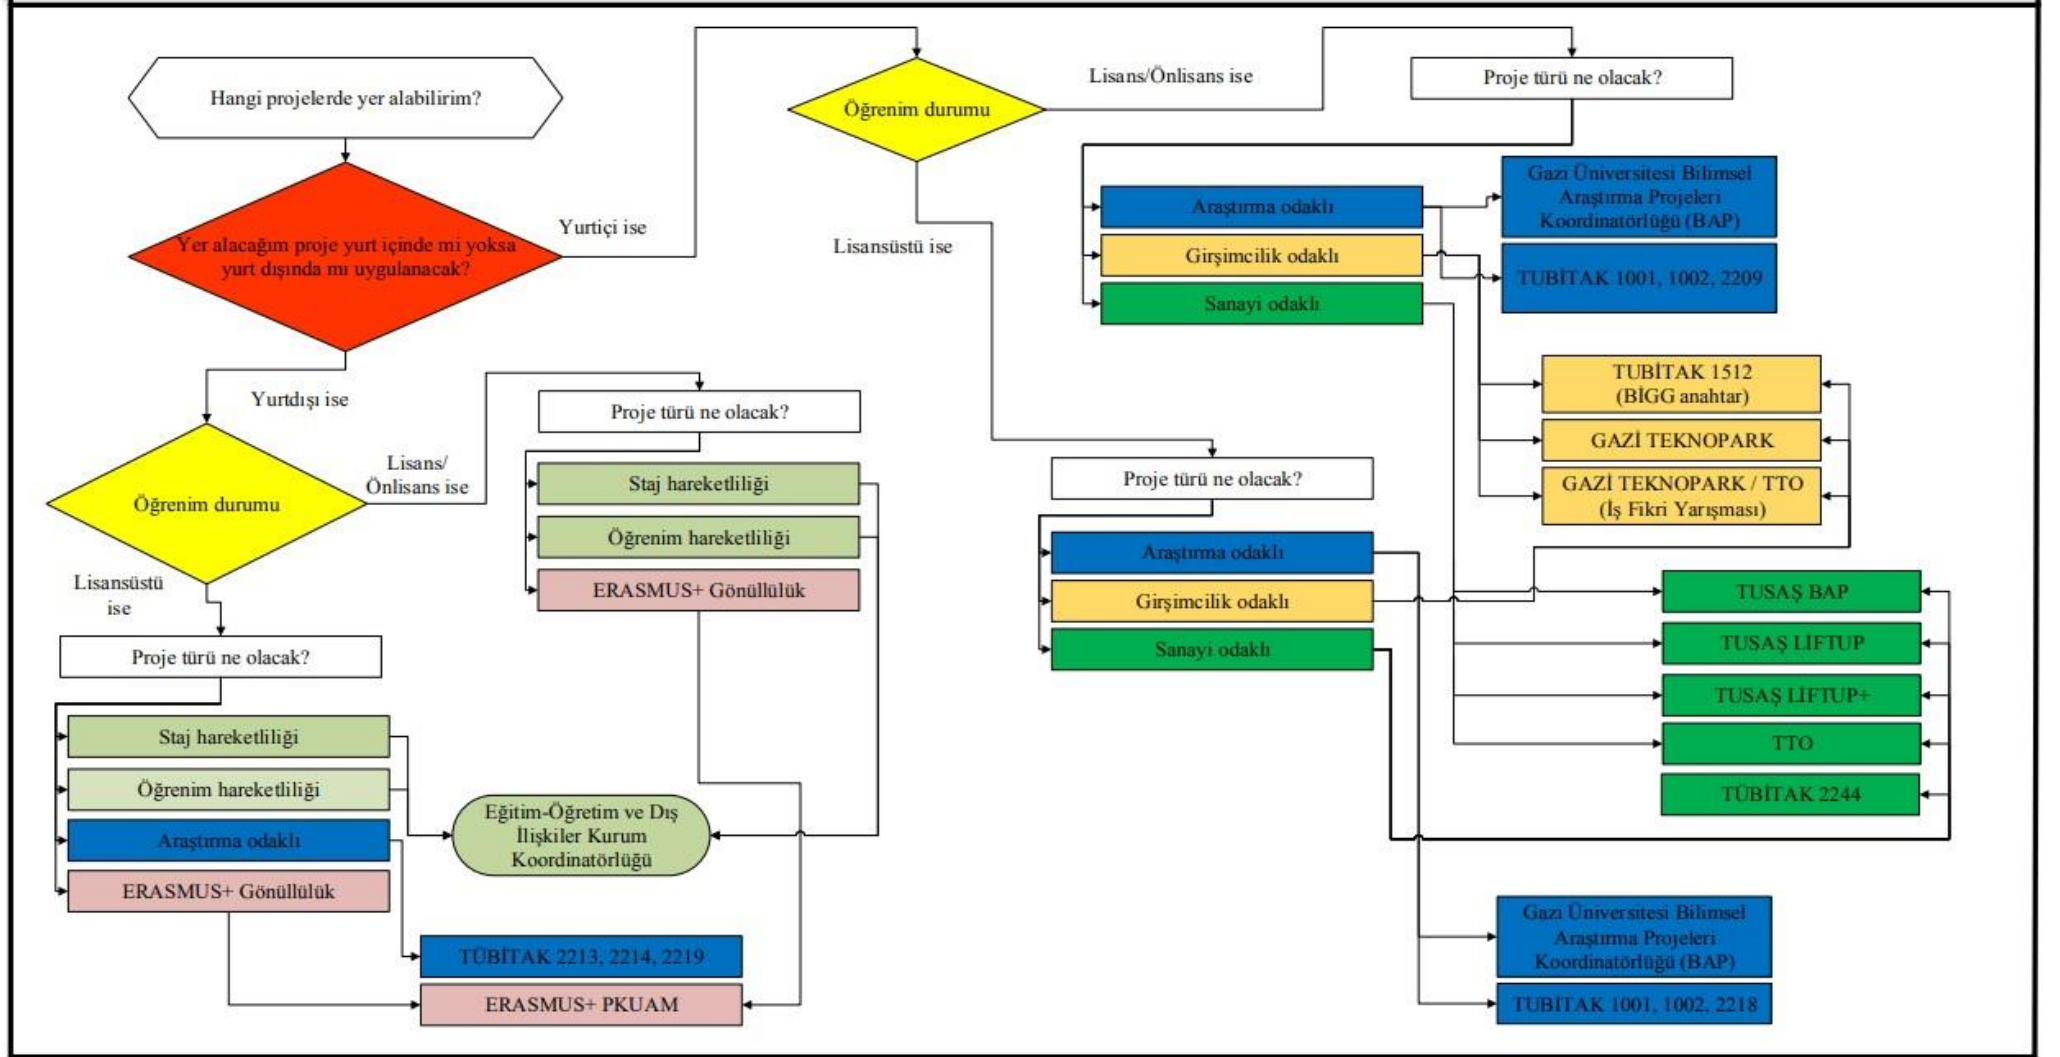 Hangi projelerde yer alabilirim?
Yer alacağım proje yurt içinde mi yoksa
yurt dışında mı uygulanacak?
Yurtiçi ise
Yurtdışı ise
Öğrenim durumu
Lisans/Önlisans ise
Lisansüstü ise
Proje türü ne olacak?
Araştırma odaklı
Girşimcilik odaklı
Sanayi odaklı
Gazi Üniversitesi Bilimsel
Araştırma Projeleri
Koordinatörlüğü (BAP)
TUBİTAK 1001, 1002, 2209
TUBİTAK 1512
(BİGG anahtar)
GAZİ TEKNOPARK
GAZİ TEKNOPARK / TTO
(İş Fikri Yarışması)
Proje türü ne olacak?
Araştırma odaklı
Girşimcilik odaklı
Sanayi odaklı
TUSAŞ BAP
TUSAŞ LİFTUP
TUSAŞ LİFTUP+
TTO
TÜBİTAK 2244
Gazi Üniversitesi Bilimsel
Araştırma Projeleri
Koordinatörlüğü (BAP)
TUBİTAK 1001, 1002, 2218
Öğrenim durumu
Lisans/
Önlisans ise
Lisansüstü
ise
Proje türü ne olacak?
Staj hareketliliği
Öğrenim hareketliliği
ERASMUS+ Gönüllülük
Proje türü ne olacak?
Staj hareketliliği
Öğrenim hareketliliği
Araştırma odaklı
ERASMUS+ Gönüllülük
Eğitim-Öğretim ve Dış
İlişkiler Kurum
Koordinatörlüğü
TÜBİTAK 2213, 2214, 2219
ERASMUS+ PKUAM